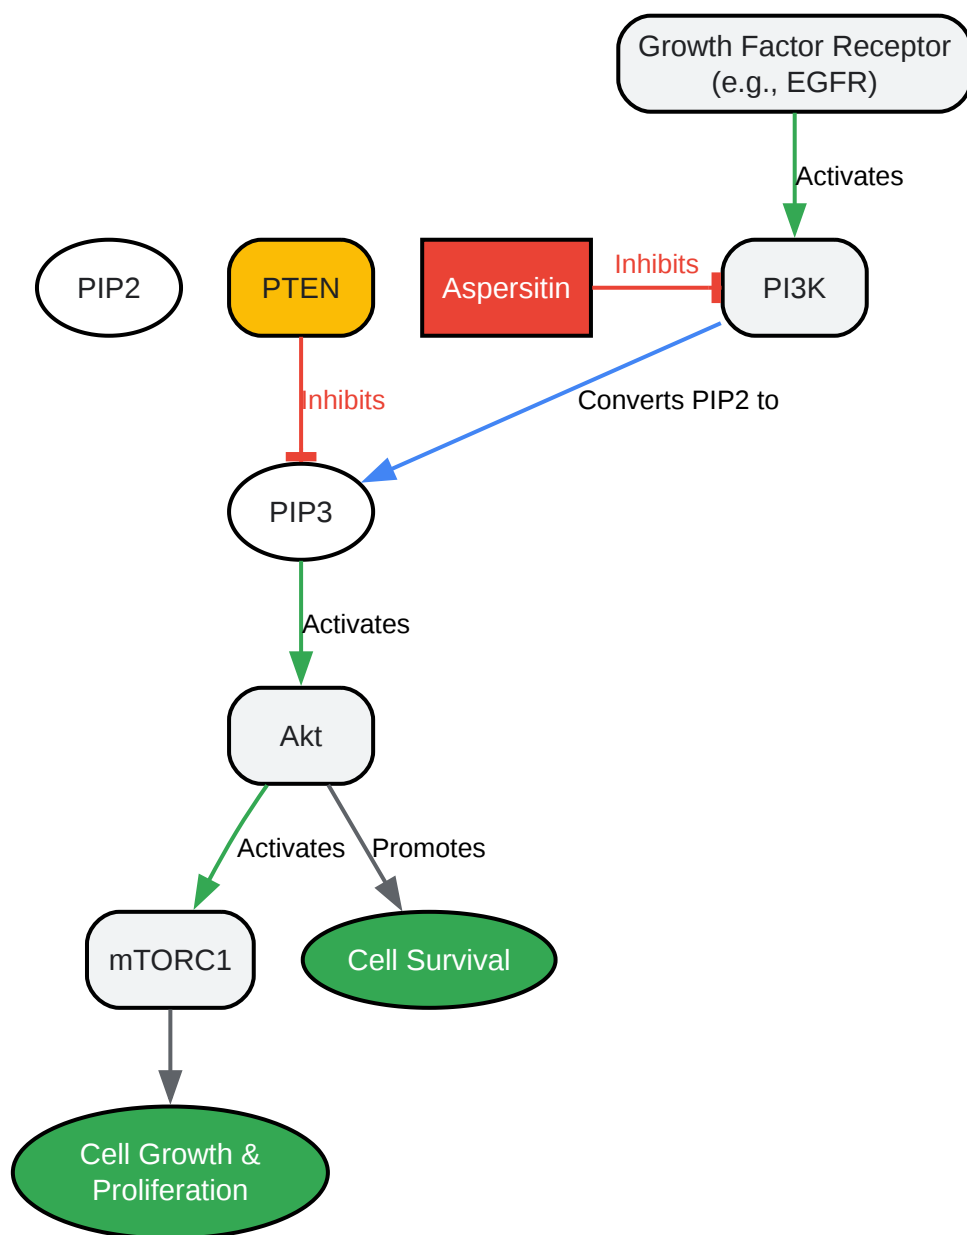 Growth Factor Receptor
(e.g., EGFR)
Activates
PIP2
PTEN
Aspersitin
Inhibits
PI3K
Inhibits
Converts PIP2 to
PIP3
Activates
Akt
Activates
Promotes
mTORC1
Cell Survival
Cell Growth &
Proliferation